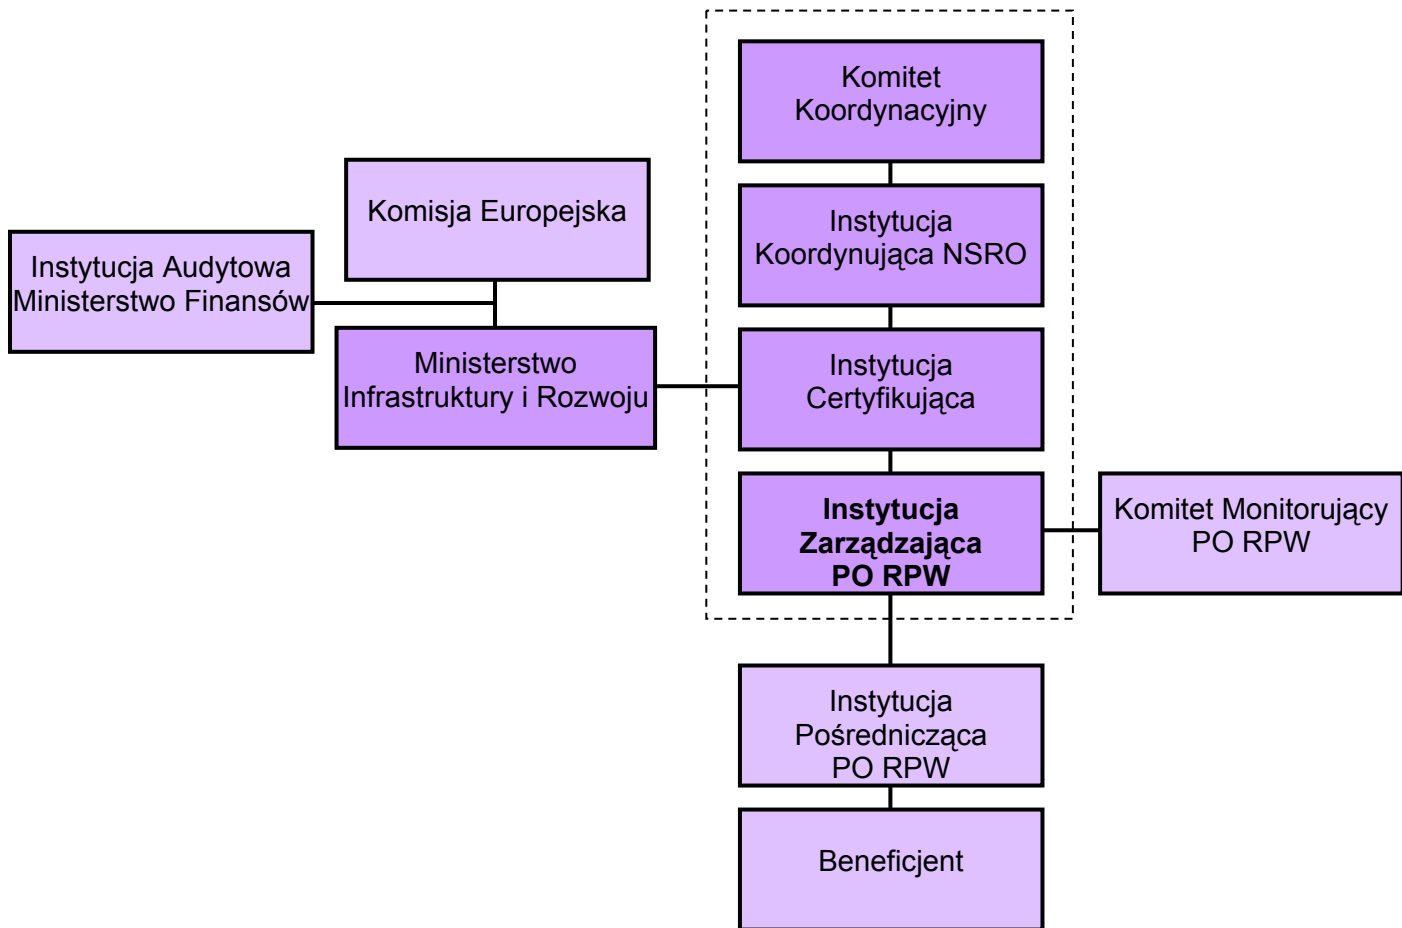 Komitet
Koordynacyjny
Komisja Europejska
Instytucja
Koordynująca NSRO
Instytucja Audytowa
Ministerstwo Finansów
Ministerstwo
Infrastruktury i Rozwoju
Instytucja
Certyfikująca
Instytucja
Zarządzająca
PO RPW
Komitet Monitorujący
PO RPW
Instytucja
Pośrednicząca
PO RPW
Beneficjent